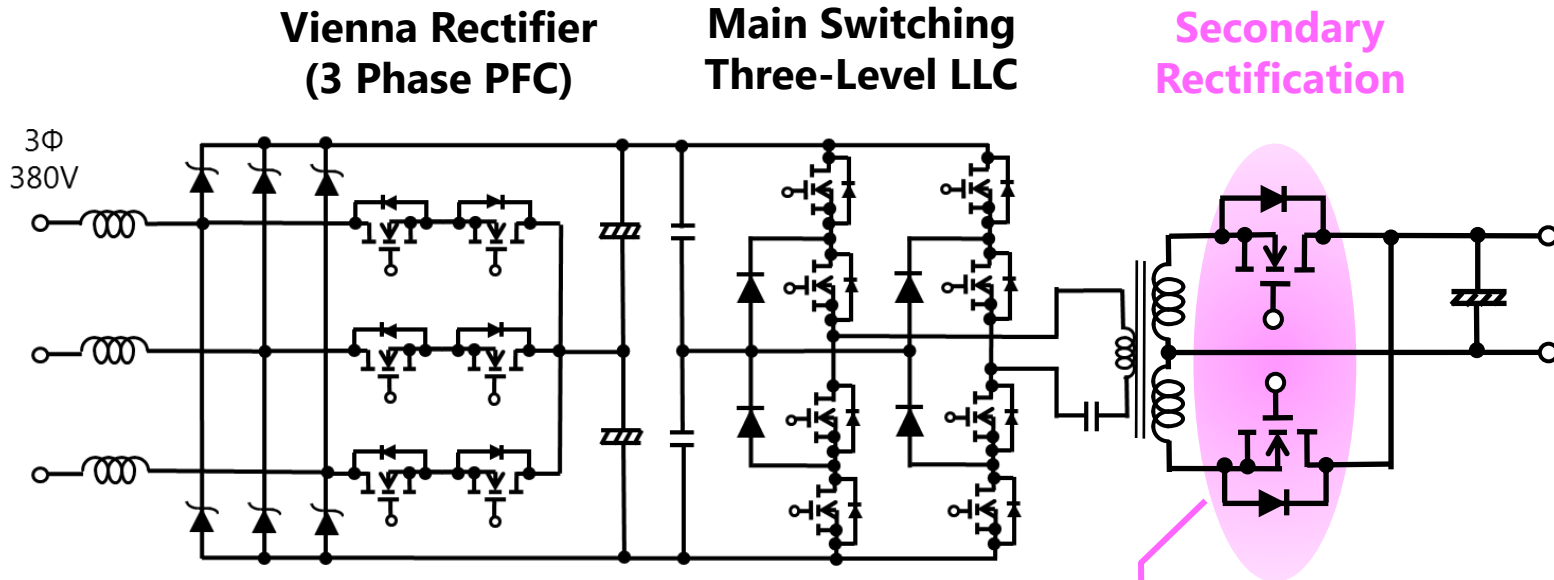 Vienna Rectifier
(3 Phase PFC)
Main Switching
Three-Level LLC
Secondary
Rectification
3Φ
380V